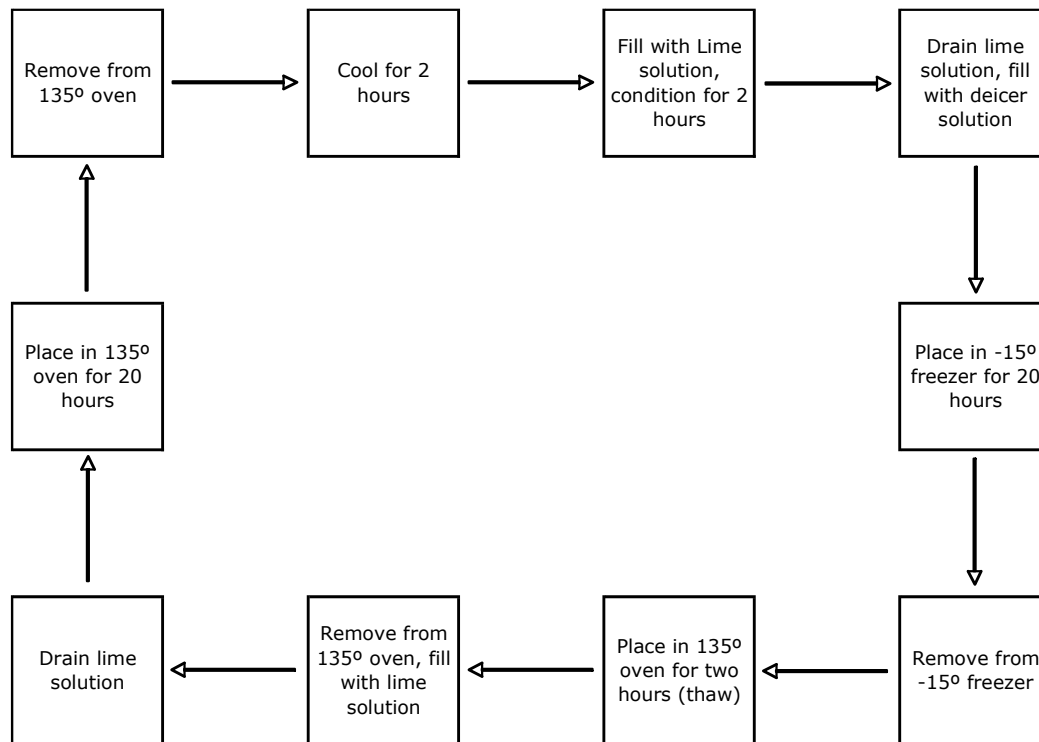 Remove from
135º oven
Cool for 2
hours
Fill with Lime
solution,
condition for 2
hours
Drain lime
solution, fill
with deicer
solution
Place in -15º
freezer for 20
hours
Remove from
-15º freezer
Place in 135º
oven for two
hours (thaw)
Remove from
135º oven, fill
with lime
solution
Drain lime
solution
Place in 135º
oven for 20
hours